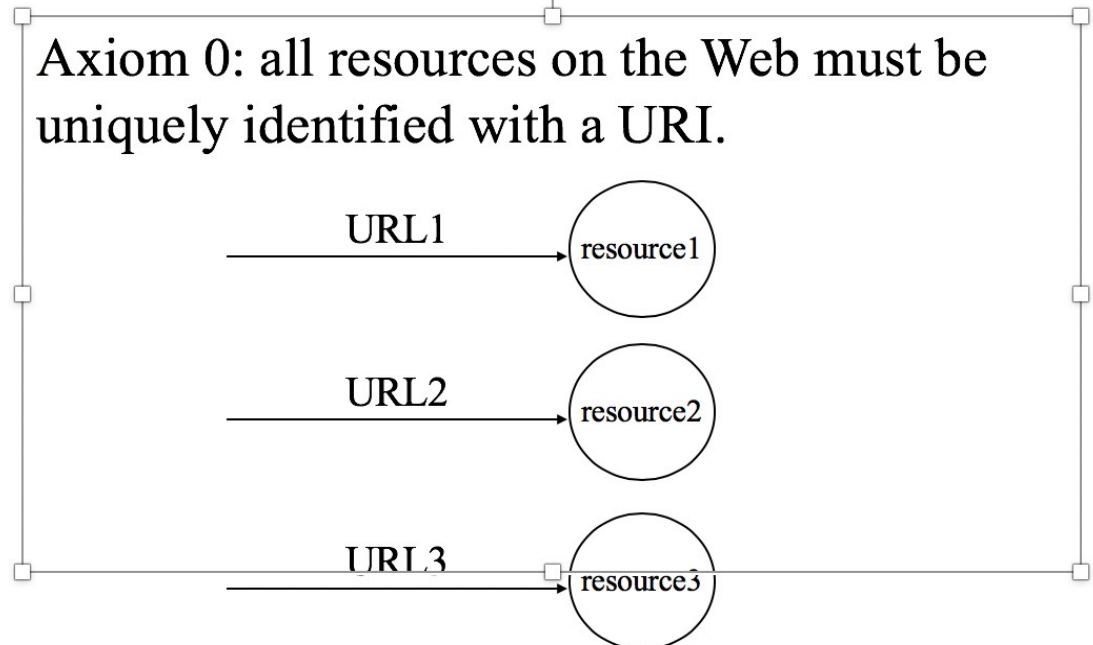 Axiom 0: all resources on the Web must be
uniquely identified with a URI.
URL1
resource1
URL2
resource2
URL3
resource3